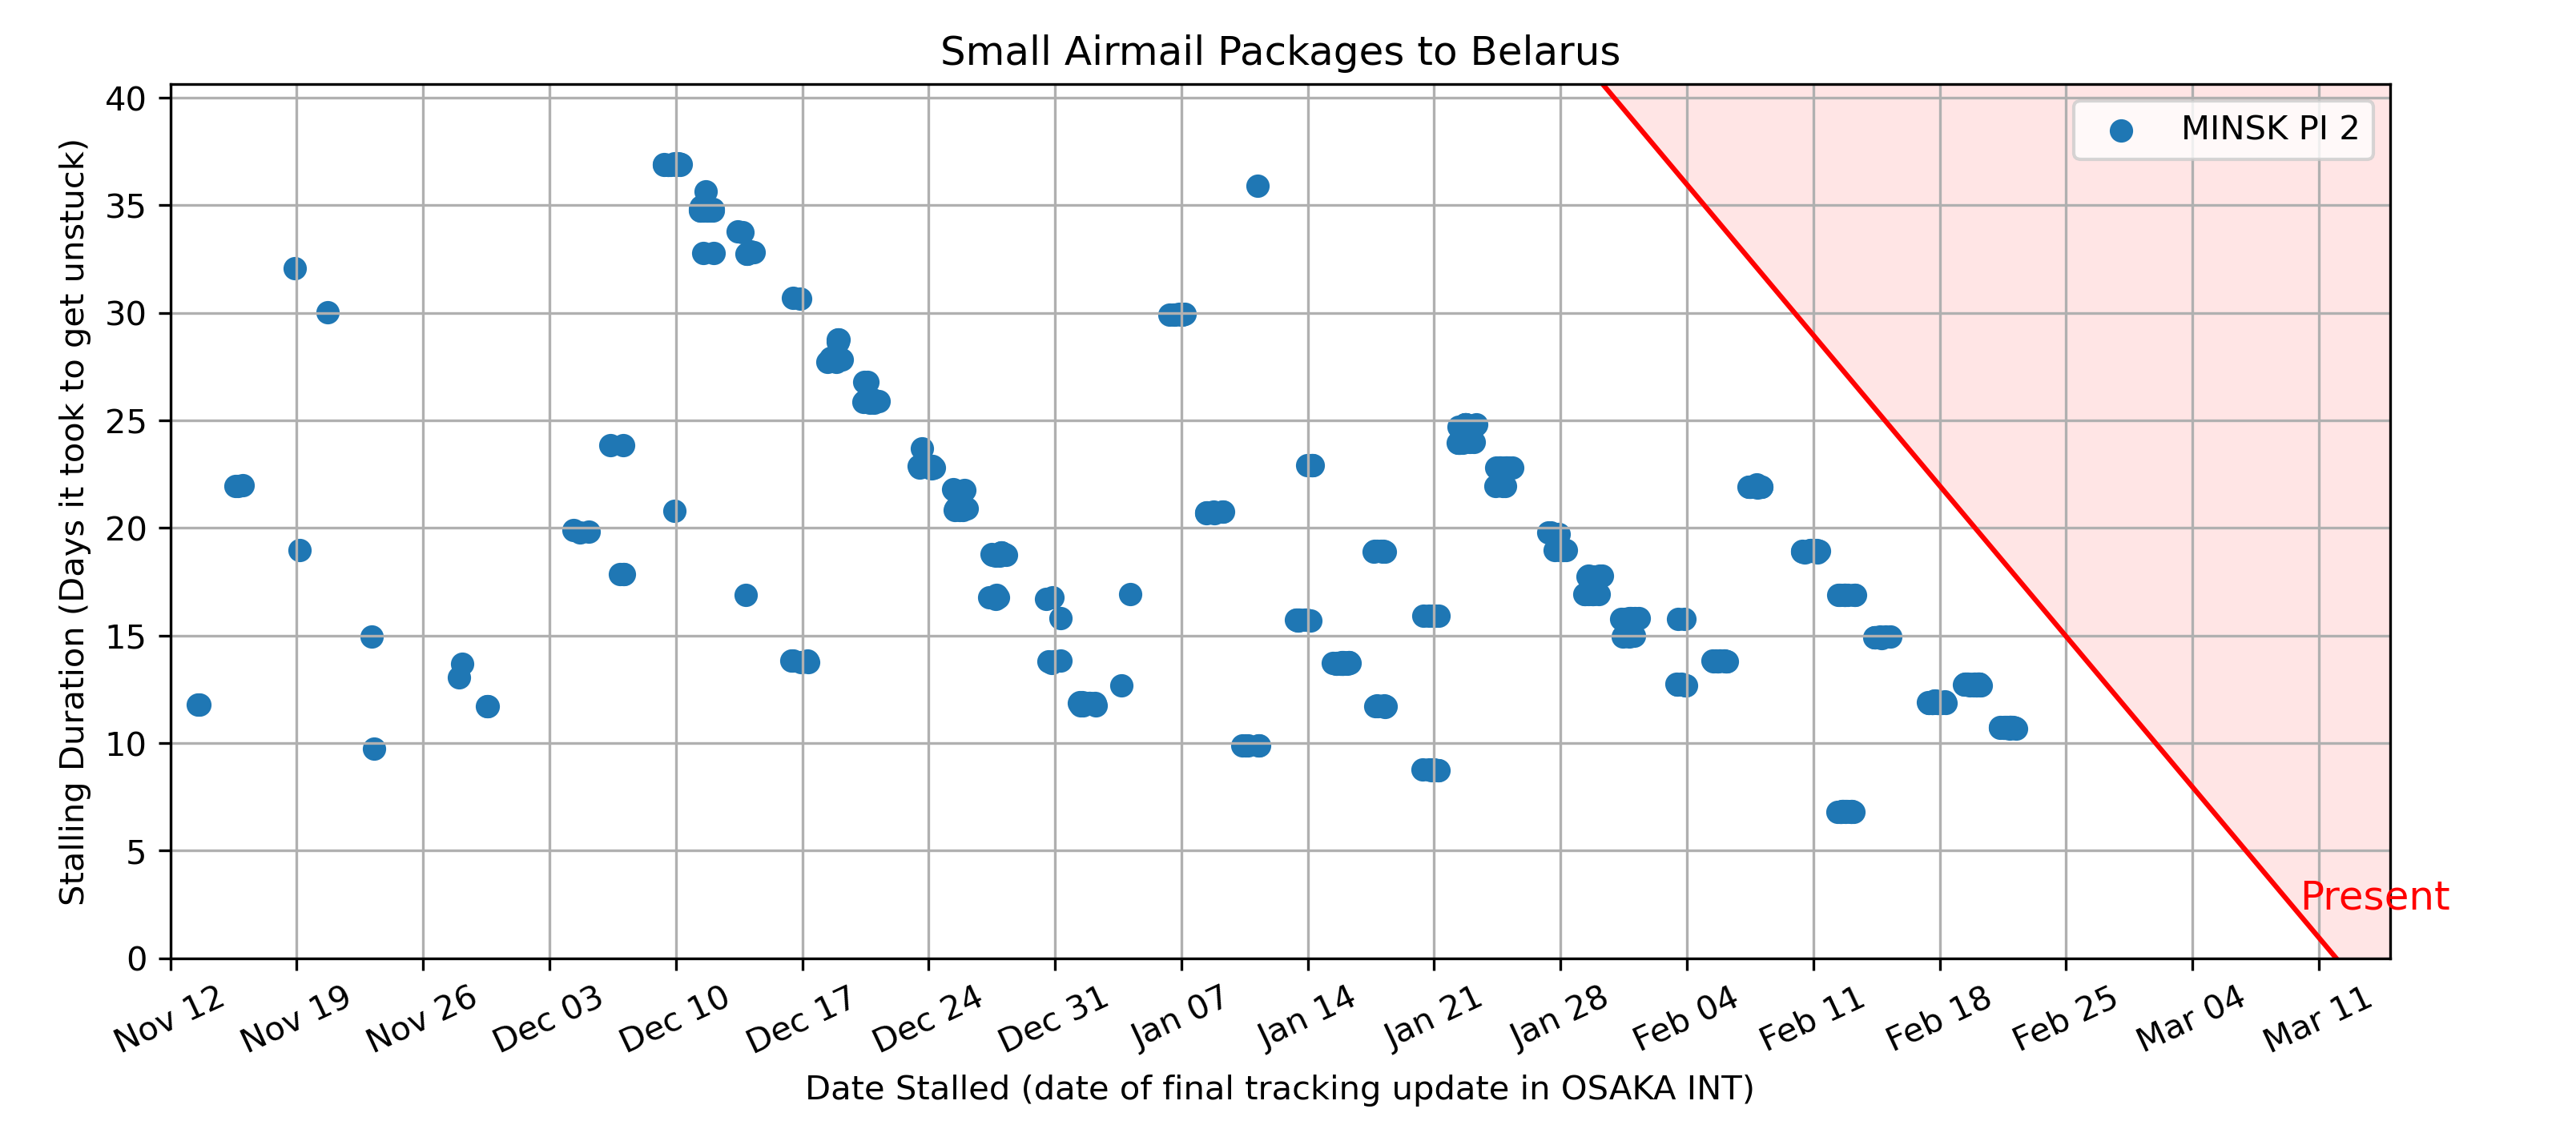 Small Airmail Packages to Belarus
MINSK PI 2
Stalling Duration (Days it took to get unstuck)
40
35
30
25
20
15
10
5
0
Present
Nov 12
Nov 19
Nov 26
Dec 03
Dec 10
Dec 17
Dec 24
Dec 31
Jan 07
Jan 14
Jan 21
Jan 28
Feb 04
Feb 11
Feb 18
Feb 25
Mar 04
Mar 11
Date Stalled (date of final tracking update in OSAKA INT)